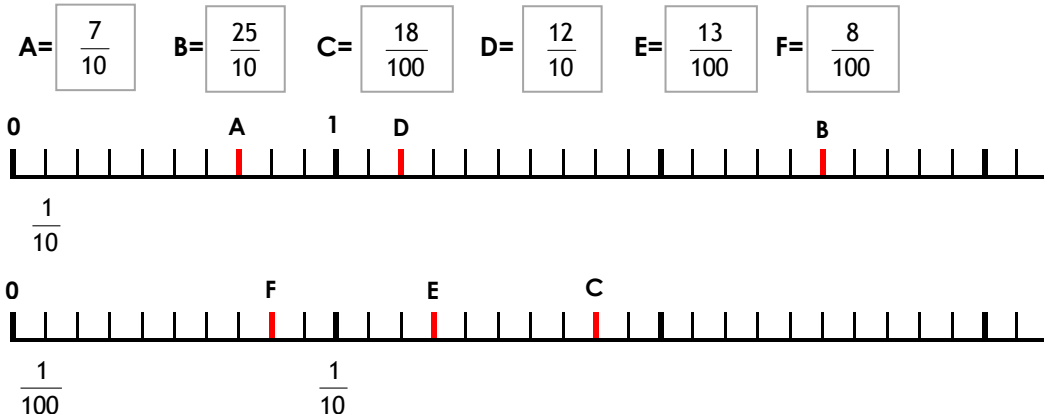 A= 7/10 B= 25/10 C= 18/100 D= 12/10 E= 13/100 F= 8/100
0 A 1 D B
1/10
0 F E C
1/100 1/10